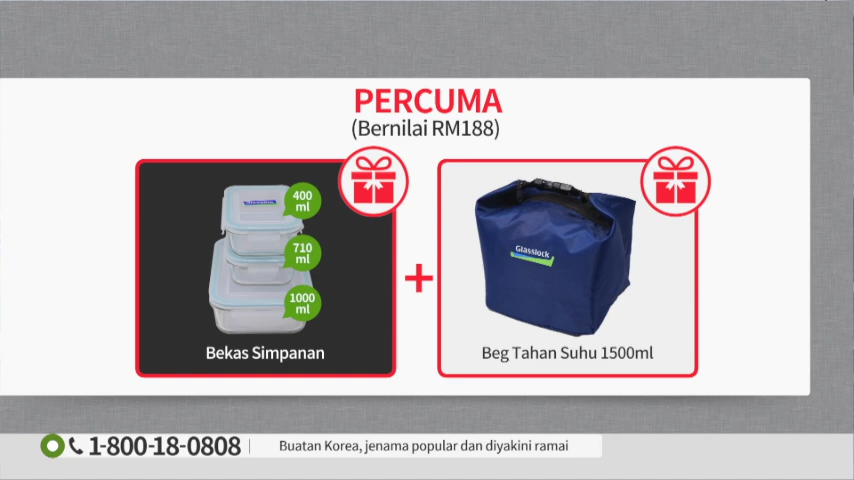 PERCUMA
(Bernilai RM188)
400
ml
710
ml
1000
ml
Glasslock
Bekas Simpanan
Beg Tahan Suhu 1500ml
1-800-18-0808
Buatan Korea, jenama popular dan diyakini ramai